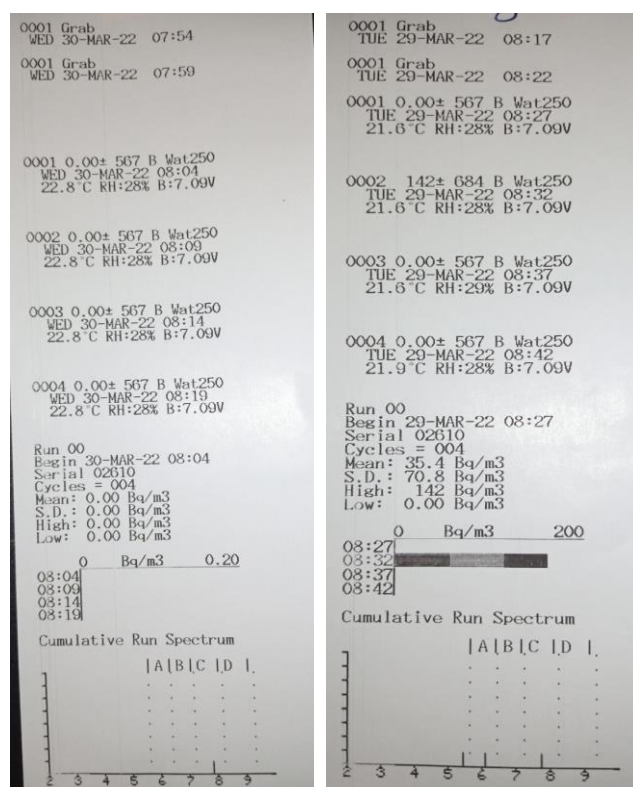 0001 Grab
WED 30-MAR-22 07:54
0001 Grab
WED 30-MAR-22 07:59
0001 0.00± 567 B Wat250
WED 30-MAR-22 08:04
22.8°C RH:28% B:7.09V
0002 0.00± 567 B Wat250
WED 30-MAR-22 08:09
22.8°C RH:28% B:7.09V
0003 0.00± 567 B Wat250
WED 30-MAR-22 08:14
22.8°C RH:28% B:7.09V
0004 0.00± 567 B Wat250
WED 30-MAR-22 08:19
22.8°C RH:28% B:7.09V
Run 00
Begin 30-MAR-22 08:04
Serial 02610
Cycles = 004
Mean: 0.00 Bq/m3
S.D.: 0.00 Bq/m3
High: 0.00 Bq/m3
Low: 0.00 Bq/m3
0 Bq/m3 0.20
08:04
08:09
08:14
08:19
Cumulative Run Spectrum
|A|B|C |D |
2 3 4 5 6 7 8 9
0001 Grab
TUE 29-MAR-22 08:17
0001 Grab
TUE 29-MAR-22 08:22
0001 0.00± 567 B Wat250
TUE 29-MAR-22 08:27
21.6°C RH:28% B:7.09V
0002 142± 684 B Wat250
TUE 29-MAR-22 08:32
21.6°C RH:28% B:7.09V
0003 0.00± 567 B Wat250
TUE 29-MAR-22 08:37
21.6°C RH:29% B:7.09V
0004 0.00± 567 B Wat250
TUE 29-MAR-22 08:42
21.9°C RH:28% B:7.09V
Run 00
Begin 29-MAR-22 08:27
Serial 02610
Cycles = 004
Mean: 35.4 Bq/m3
S.D.: 70.8 Bq/m3
High: 142 Bq/m3
Low: 0.00 Bq/m3
0 Bq/m3 200
08:27
08:32
08:37
08:42
Cumulative Run Spectrum
|A|B|C |D |
2 3 4 5 6 7 8 9